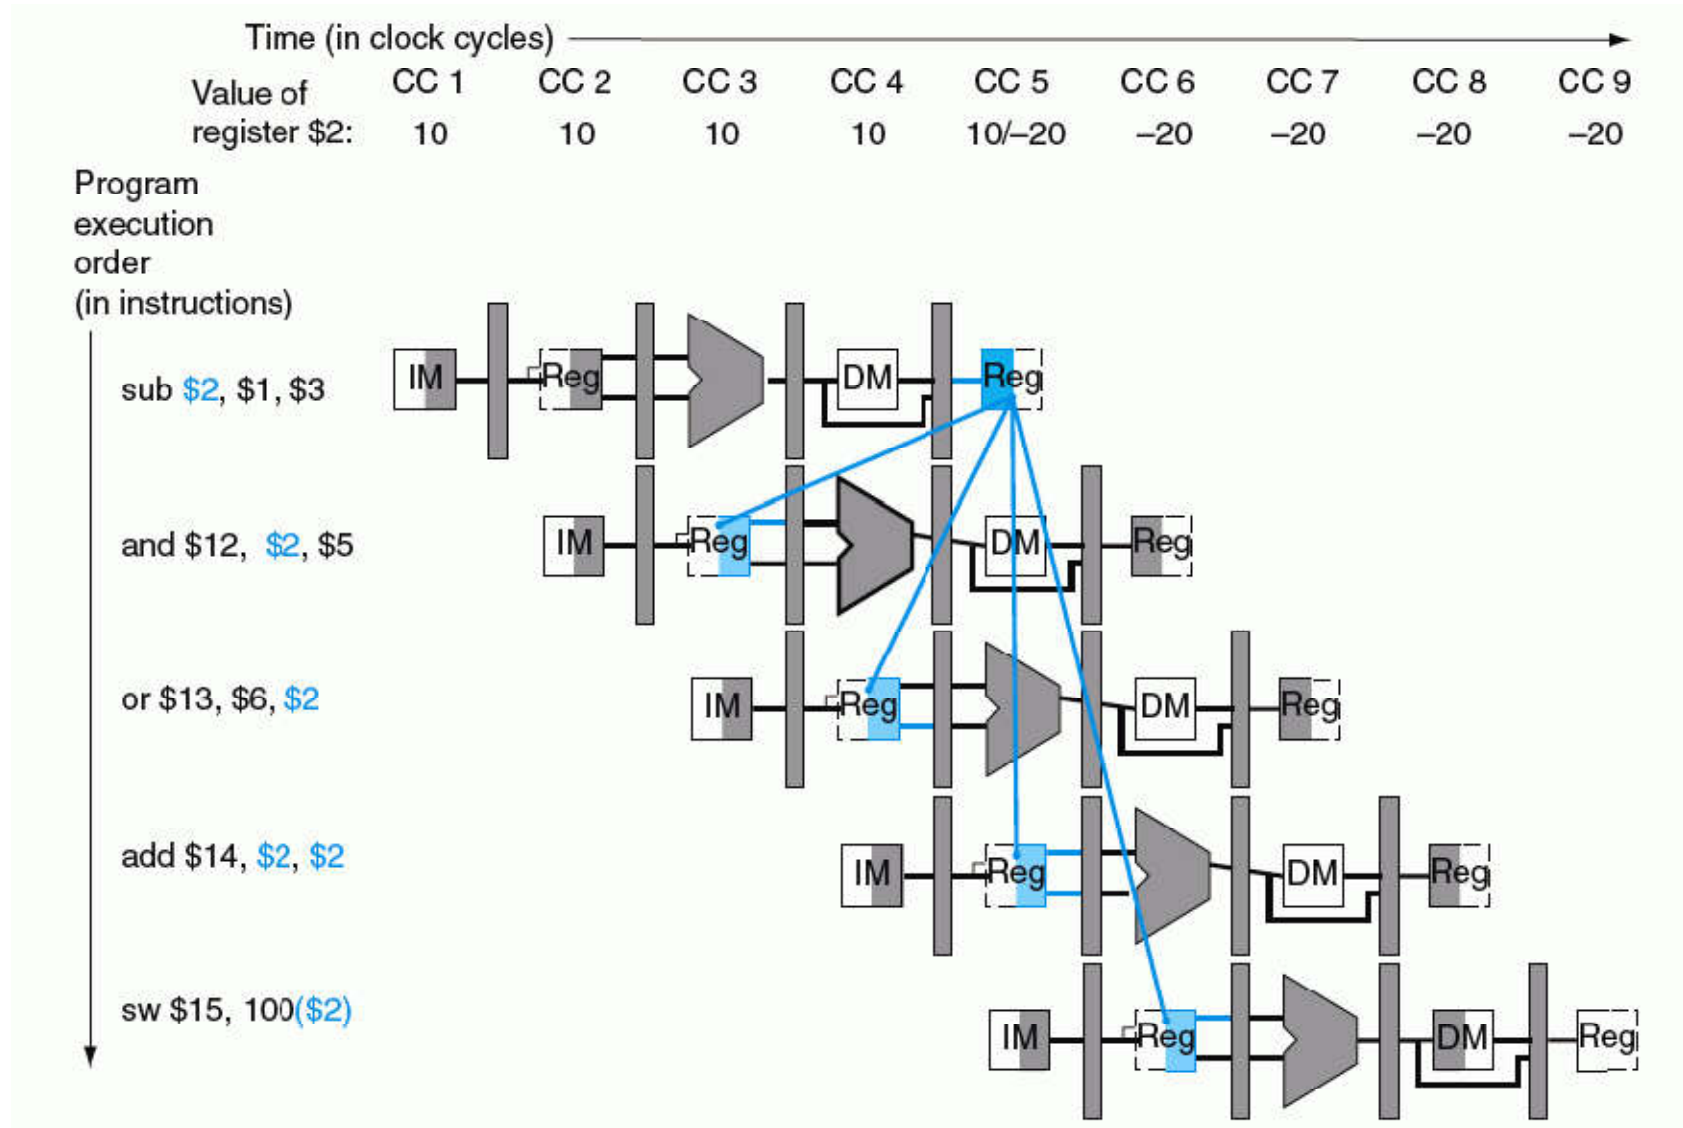 Time (in clock cycles)
CC 1 CC 2 CC 3 CC 4 CC 5 CC 6 CC 7 CC 8 CC 9
Value of
register $2: 10 10 10 10 10/–20 –20 –20 –20 –20
Program
execution
order
(in instructions)
sub $2, $1, $3
IM Reg DM Reg
and $12, $2, $5
IM Reg DM Reg
or $13, $6, $2
IM Reg DM Reg
add $14, $2, $2
IM Reg DM Reg
sw $15, 100($2)
IM Reg DM Reg